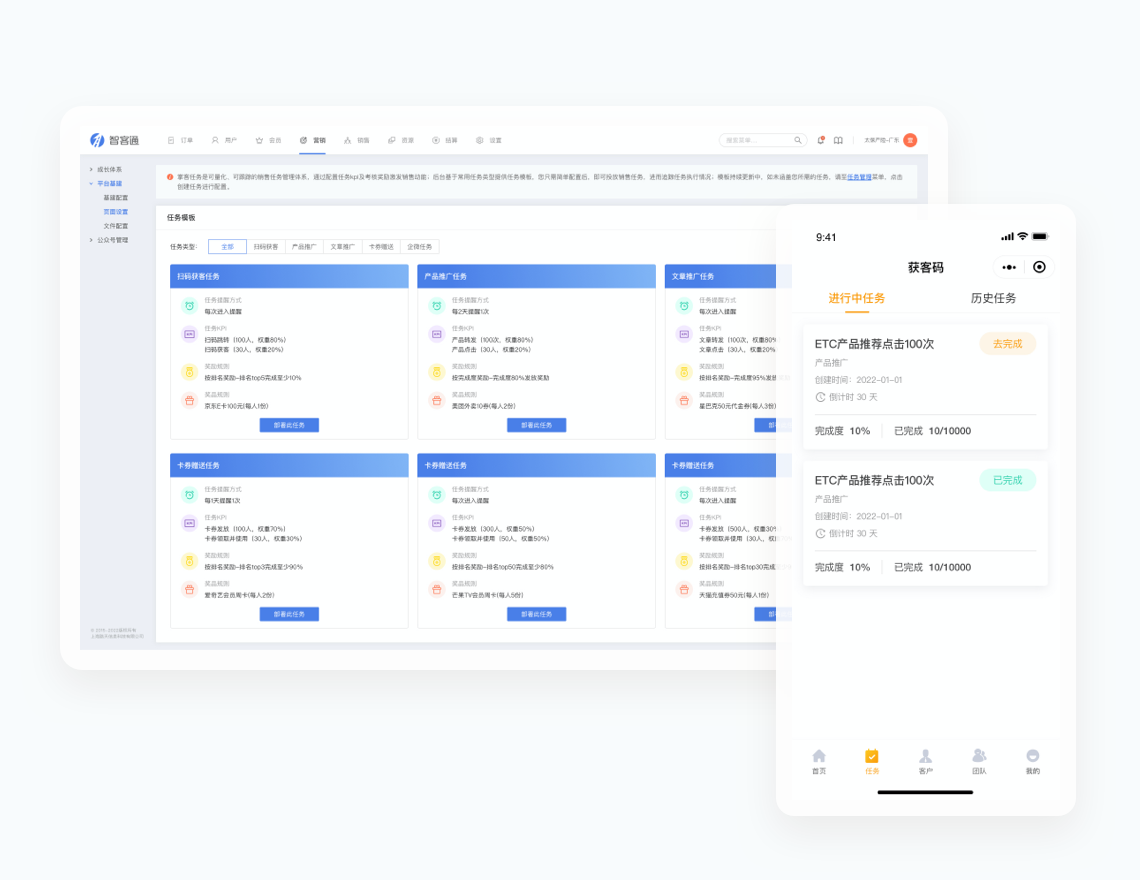 智客通
订单 用户 会员 营销 销售 资源 结算 设置
搜索菜单...
大保产险-广东
成长体系
平台基建
基础配置
页面设置
文件配置
公众号管理
掌客任务是可量化、可跟踪的销售任务管理体系，通过配置任务kpi及考核奖励激发销售动能；后台基于常用任务类型提供任务模板，您只需简单配置后，即可投放销售任务，进而追踪任务执行情况；模板持续更新中，如未涵盖您所需的任务，请至任务管理菜单，点击
创建任务进行配置。
任务模板
任务类型： 全部 扫码获客 产品推广 文章推广 卡券赠送 企微任务
扫码获客任务
任务提醒方式
每次进入提醒
任务KPI
扫码跳转（100人，权重80%）
扫码获客（30人，权重20%）
奖励规则
按排名奖励-排名top5完成至少10%
奖品规则
京东E卡100元(每人1份)
部署此任务
产品推广任务
任务提醒方式
每2天提醒1次
任务KPI
产品转发（100次，权重80%）
产品点击（30人，权重20%）
奖励规则
按完成度奖励-完成度80%发放奖励
奖品规则
美团外卖10券(每人2份)
部署此任务
文章推广任务
任务提醒方式
每次进入提醒
任务KPI
文章转发（100次，权重80%
文章点击（30人，权重20%
奖励规则
按排名奖励-完成度95%发放
奖品规则
星巴克50元代金券(每人3份)
部
卡券赠送任务
任务提醒方式
每1天提醒1次
任务KPI
卡券发放（100人，权重70%）
卡券领取并使用（30人，权重30%）
奖励规则
按排名奖励-排名top3完成至少90%
奖品规则
爱奇艺会员周卡(每人2份)
部署此任务
卡券赠送任务
任务提醒方式
每次进入提醒
任务KPI
卡券发放（300人，权重50%）
卡券领取并使用（50人，权重50%）
奖励规则
按排名奖励-排名top50完成至少80%
奖品规则
芒果TV会员周卡(每人5份)
部署此任务
卡券赠送任务
任务提醒方式
每次进入提醒
任务KPI
卡券发放（500人，权重30%
卡券领取并使用（30人，权
奖励规则
按排名奖励-排名top30完成
奖品规则
天猫充值券50元(每人1份)
部
9:41
获客码
进行中任务 历史任务
ETC产品推荐点击100次 去完成
产品推广
创建时间：2022-01-01
倒计时 30 天
完成度 10% 已完成 10/10000
ETC产品推荐点击100次 已完成
产品推广
创建时间：2022-01-01
倒计时 30 天
完成度 10% 已完成 10/10000
首页 任务 客户 团队 我的